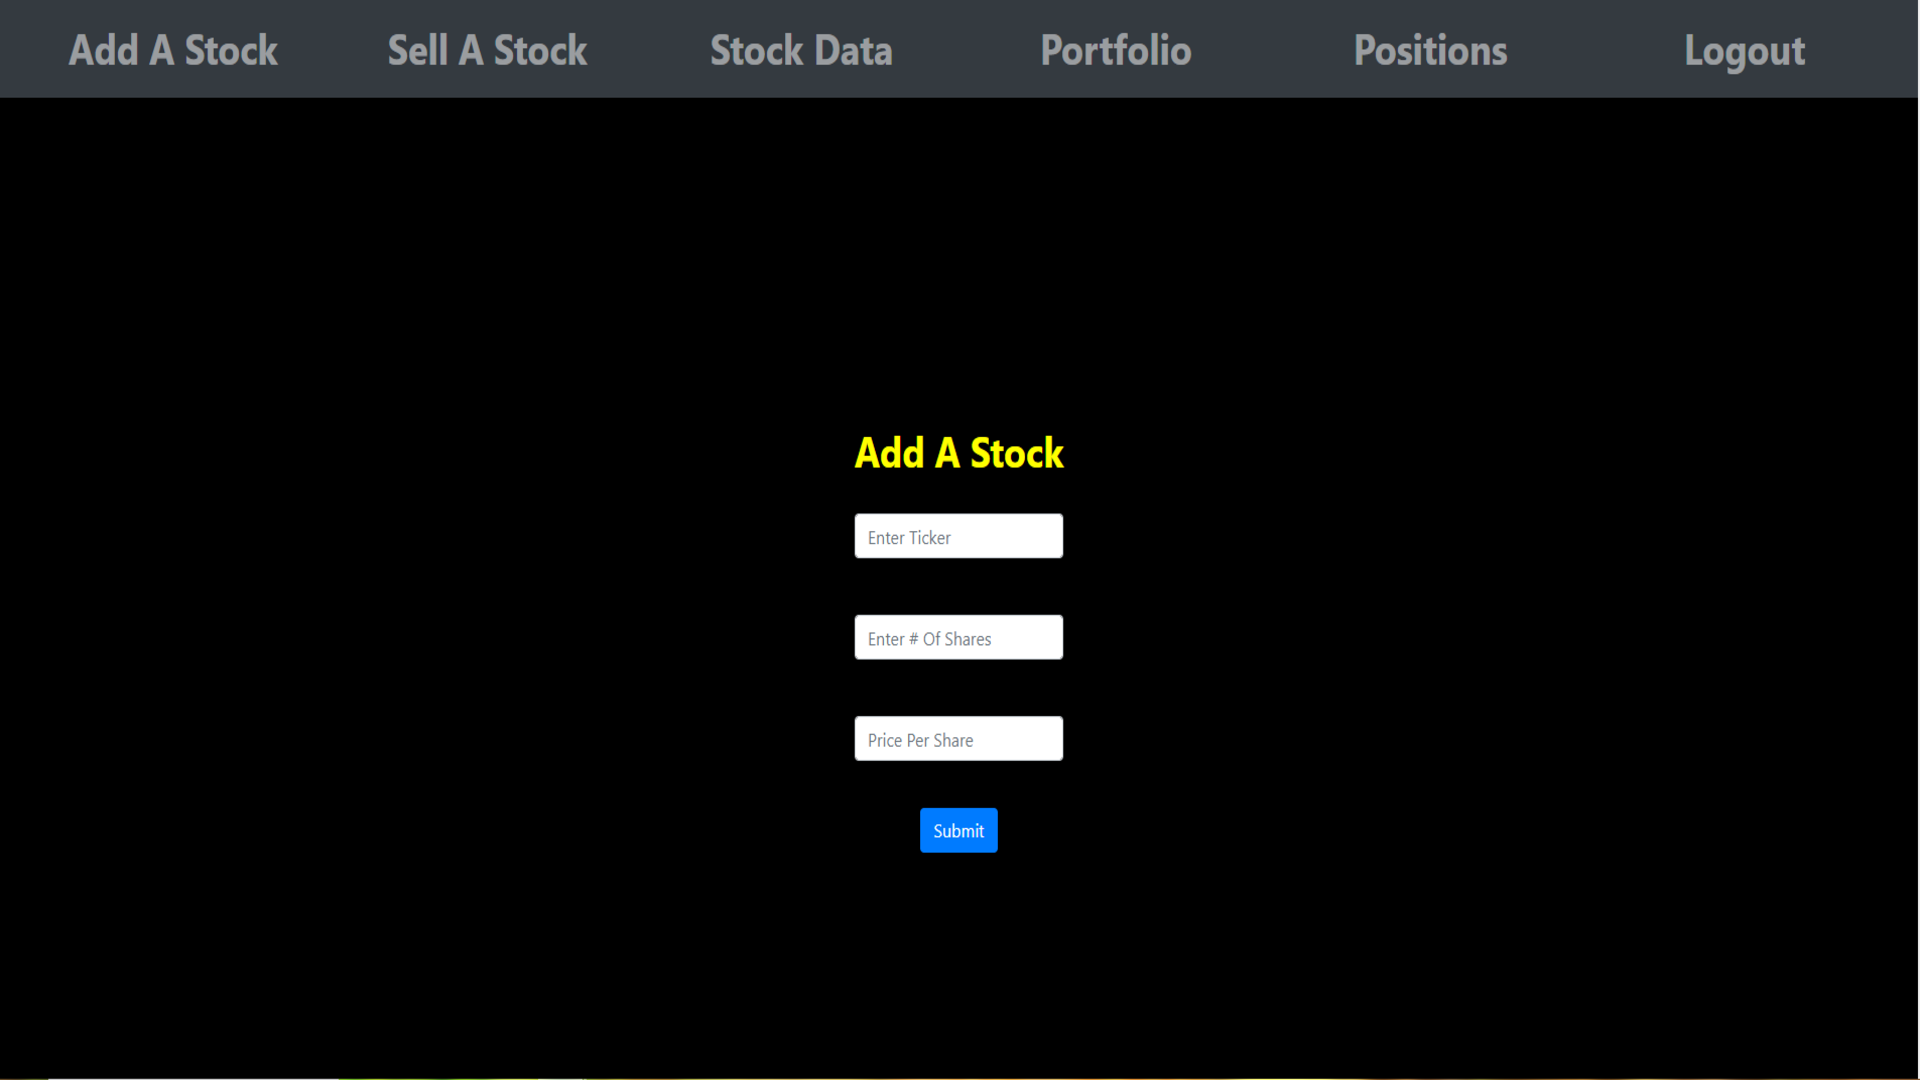 Add A Stock Sell A Stock Stock Data Portfolio Positions Logout
Add A Stock
Enter Ticker
Enter # Of Shares
Price Per Share
Submit